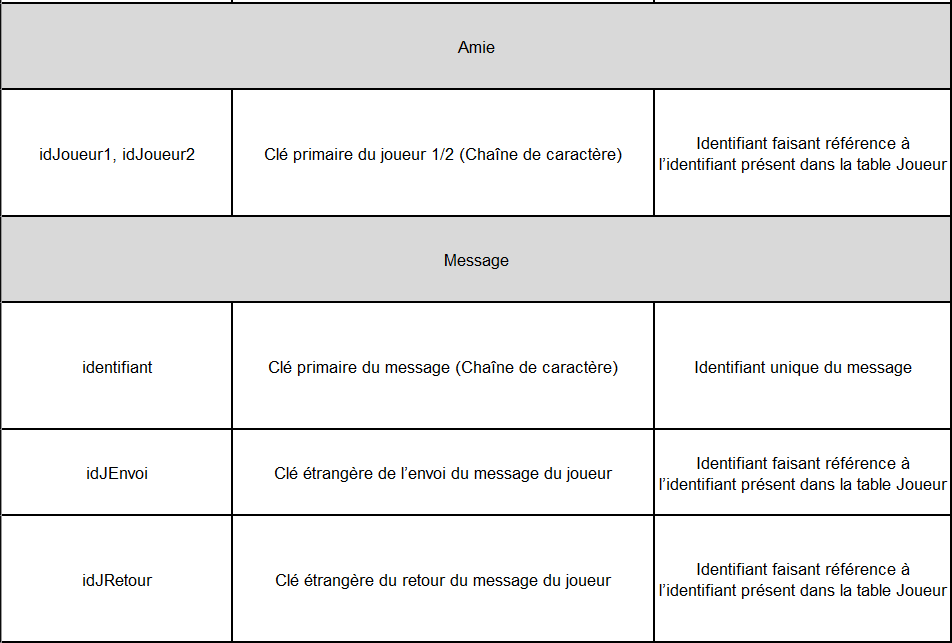 Amie
idJoueur1, idJoueur2
Clé primaire du joueur 1/2 (Chaîne de caractère)
Identifiant faisant référence à
l’identifiant présent dans la table Joueur
Message
identifiant
Clé primaire du message (Chaîne de caractère)
Identifiant unique du message
idJEnvoi
Clé étrangère de l’envoi du message du joueur
Identifiant faisant référence à
l’identifiant présent dans la table Joueur
idJRetour
Clé étrangère du retour du message du joueur
Identifiant faisant référence à
l’identifiant présent dans la table Joueur